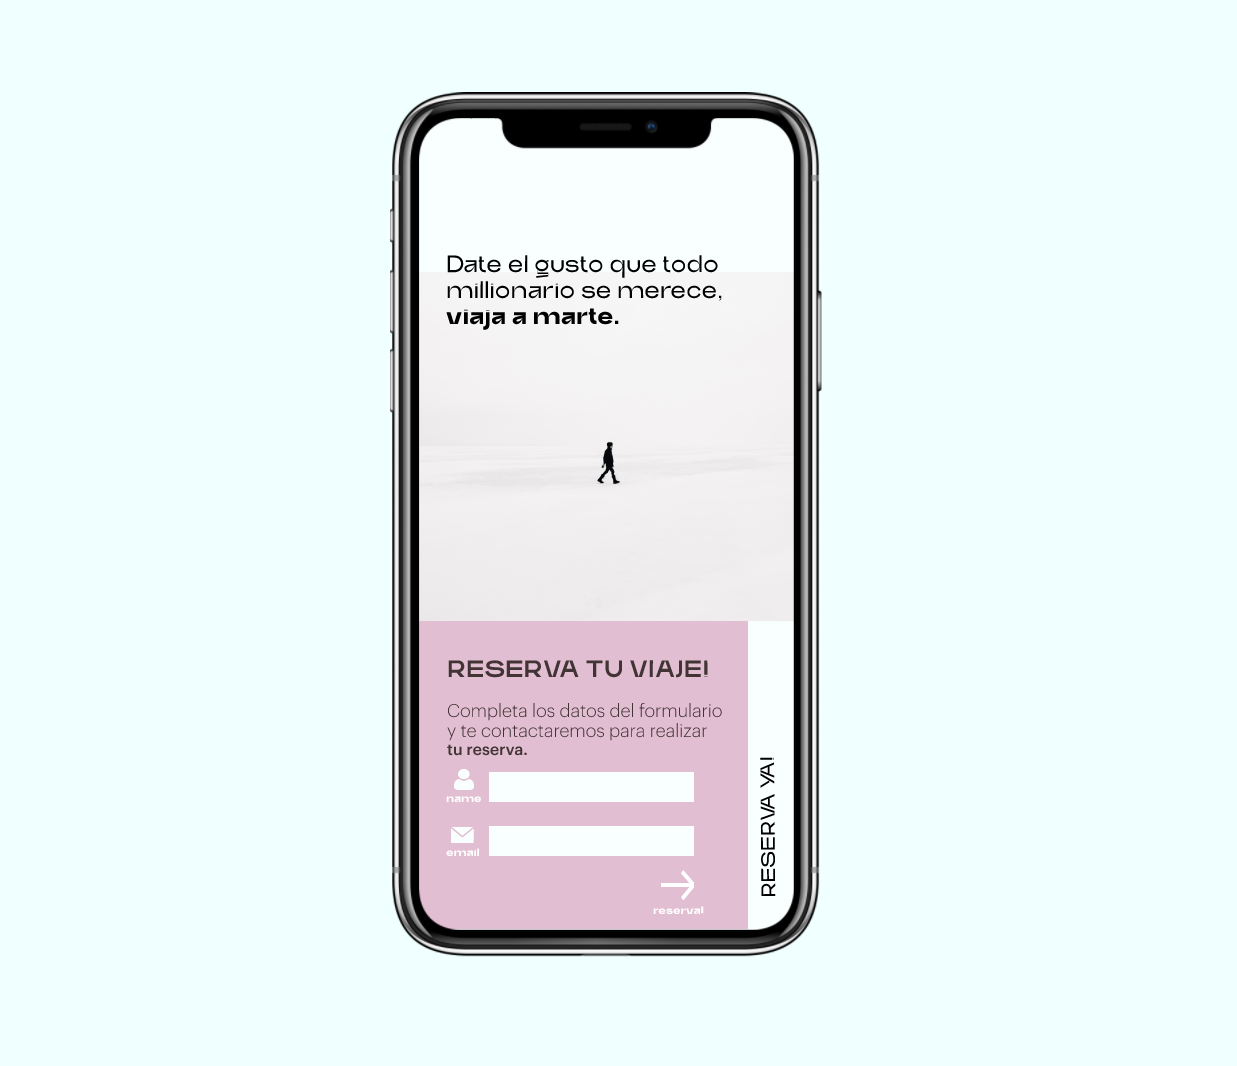 Date el gusto que todo
millionario se merece,
viaja a marte.
RESERVA TU VIAJE!
Completa los datos del formulario
y te contactaremos para realizar
tu reserva.
name
email
reserva!
RESERVA YA!